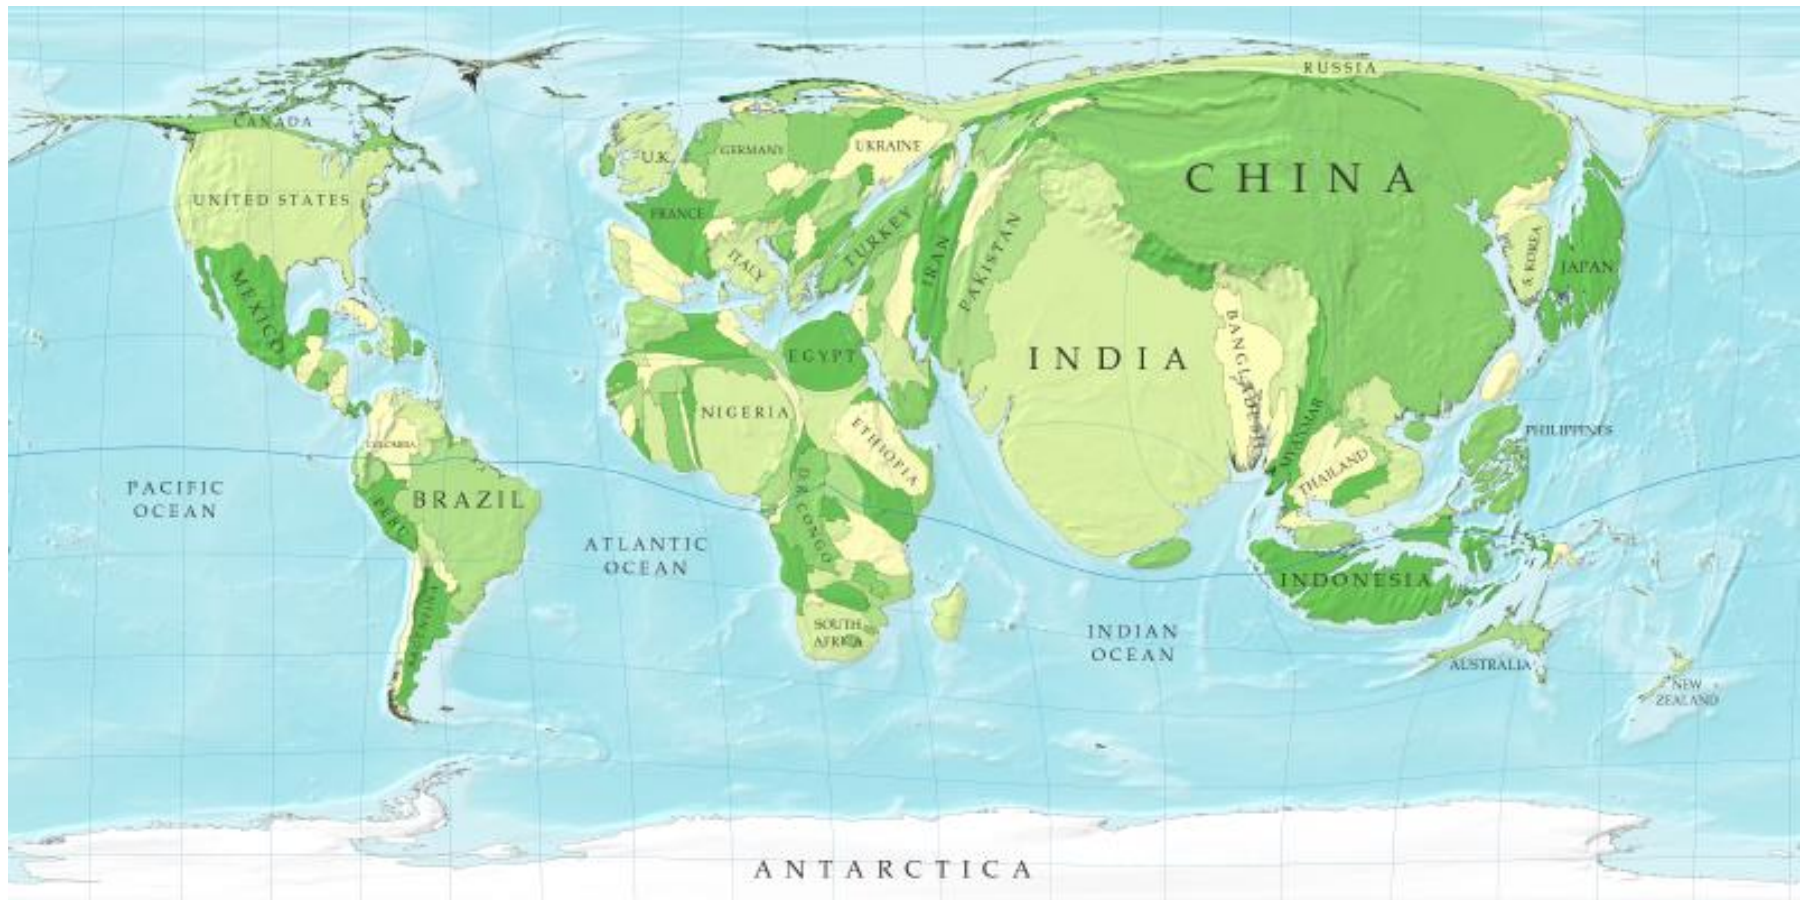 RUSSIA
CANADA
UNITED STATES
MEXICO
U.K.
GERMANY
UKRAINE
FRANCE
ITALY
TURKEY
IRAN
PAKISTAN
CHINA
S. KOREA
JAPAN
INDIA
BANGLADESH
EGYPT
NIGERIA
ETHIOPIA
MYANMAR
THAILAND
PHILIPPINES
COLOMBIA
BRAZIL
PERU
ARGENTINA
D.R. CONGO
PACIFIC
OCEAN
ATLANTIC
OCEAN
INDONESIA
SOUTH
AFRICA
INDIAN
OCEAN
AUSTRALIA
NEW
ZEALAND
ANTARCTICA